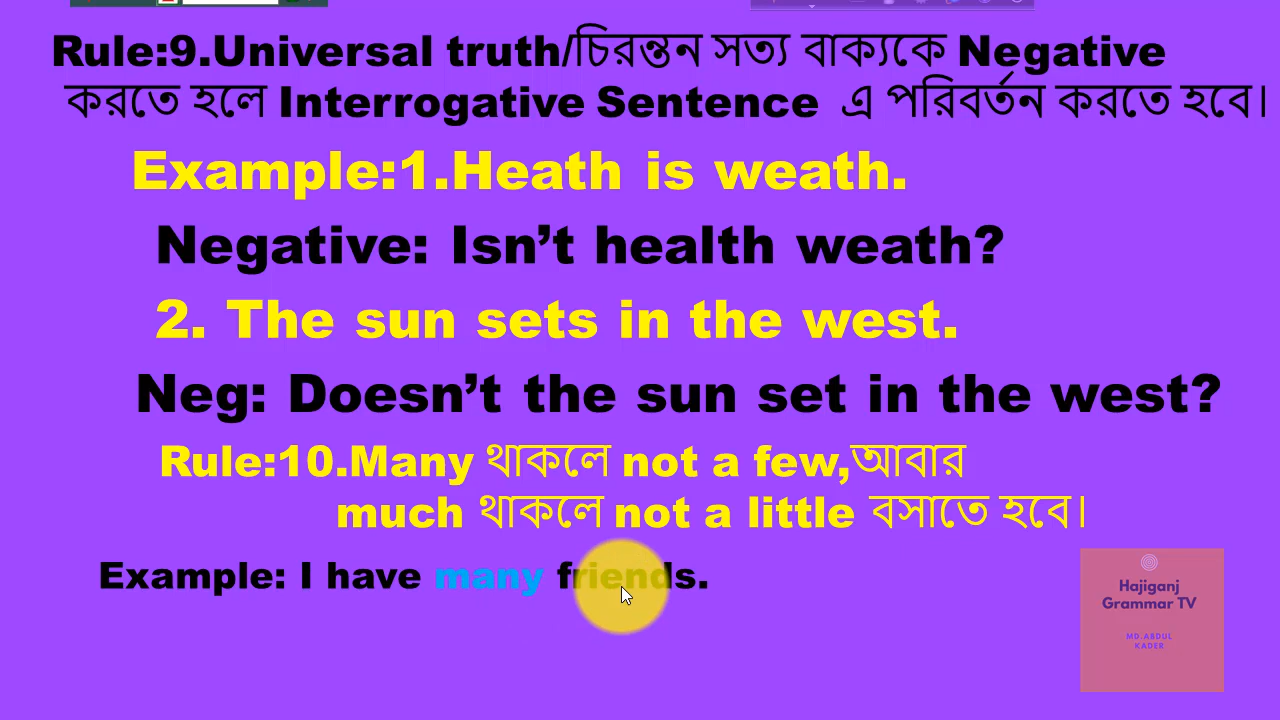 Rule:9.Universal truth/চিরন্তন সত্য বাক্যকে Negative
করতে হলে Interrogative Sentence এ পরিবর্তন করতে হবে।
Example:1.Heath is weath.
Negative: Isn’t health weath?
2. The sun sets in the west.
Neg: Doesn’t the sun set in the west?
Rule:10.Many থাকলে not a few,আবার
much থাকলে not a little বসাতে হবে।
Example: I have many friends.
Hajiganj
Grammar TV
MD.ABDUL
KADER